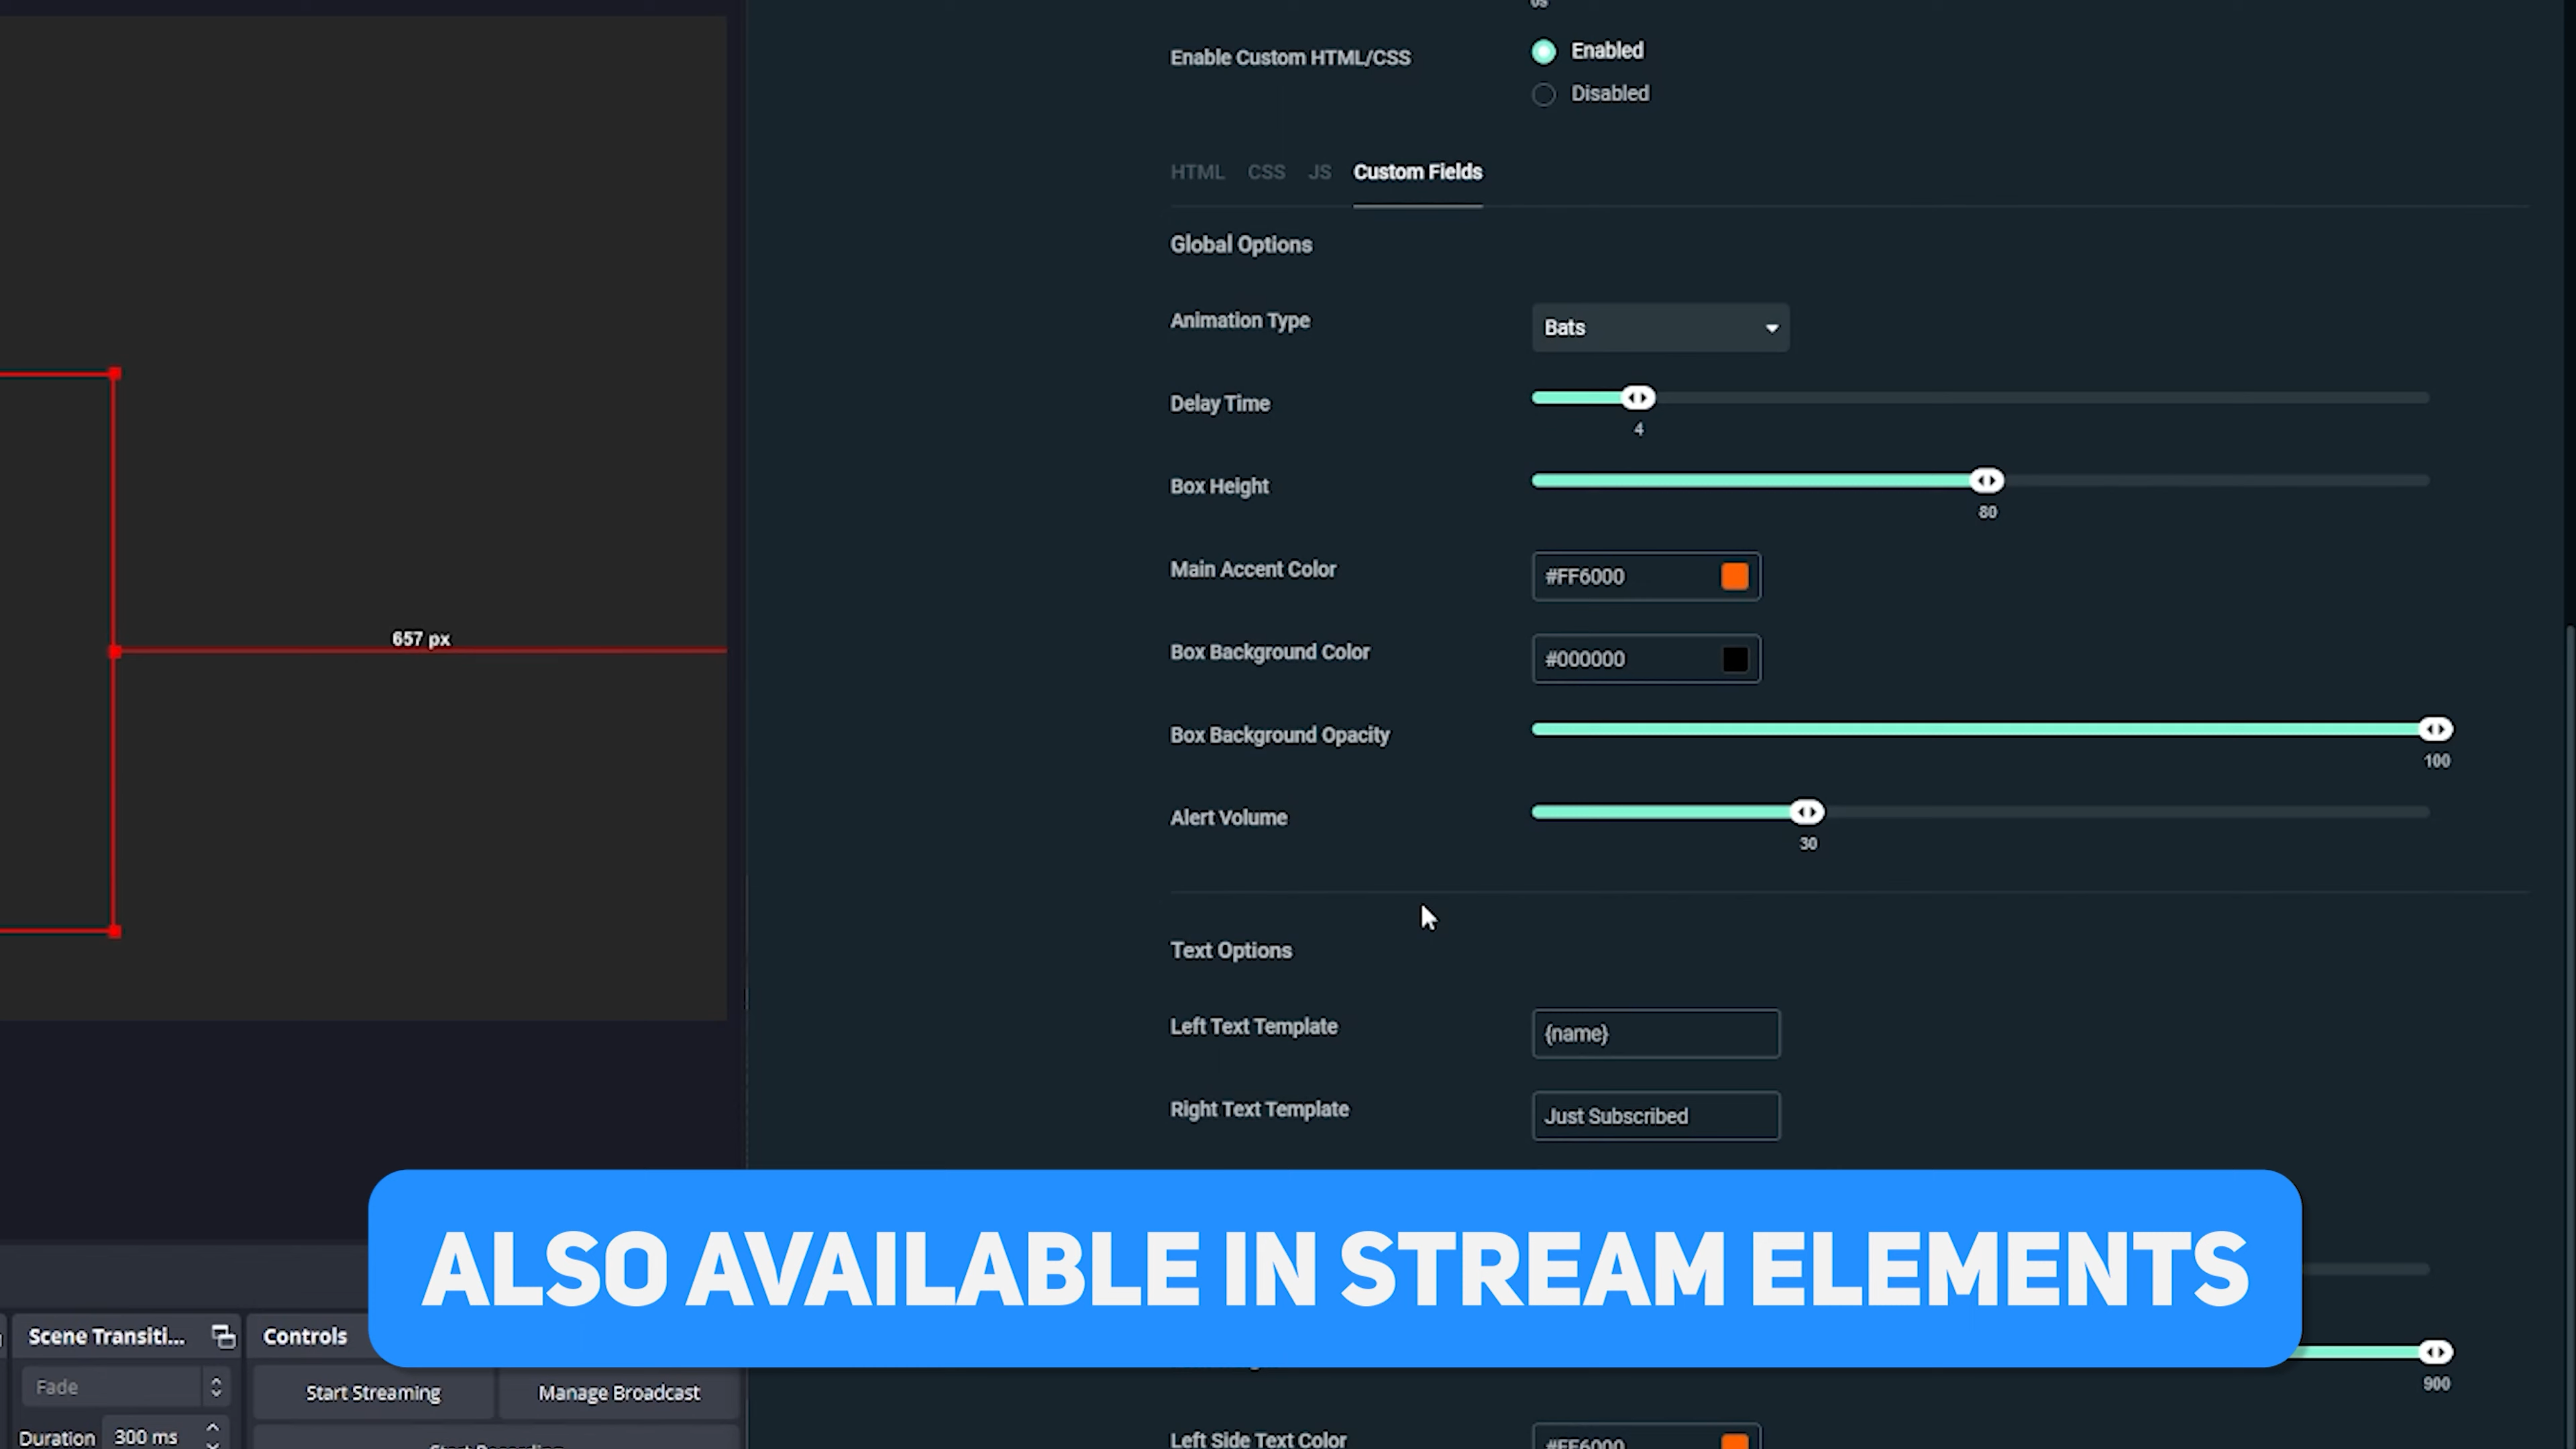 0s
Enable Custom HTML/CSS
Enabled
Disabled
HTML CSS JS Custom Fields
Global Options
Animation Type
Bats
Delay Time
4
Box Height
80
Main Accent Color
#FF6000
657 px
Box Background Color
#000000
Box Background Opacity
100
Alert Volume
30
Text Options
Left Text Template
{name}
Right Text Template
Just Subscribed
ALSO AVAILABLE IN STREAM ELEMENTS
Scene Transiti...
Controls
Fade
Start Streaming
Manage Broadcast
900
Duration
300 ms
Left Side Text Color
#FF6000